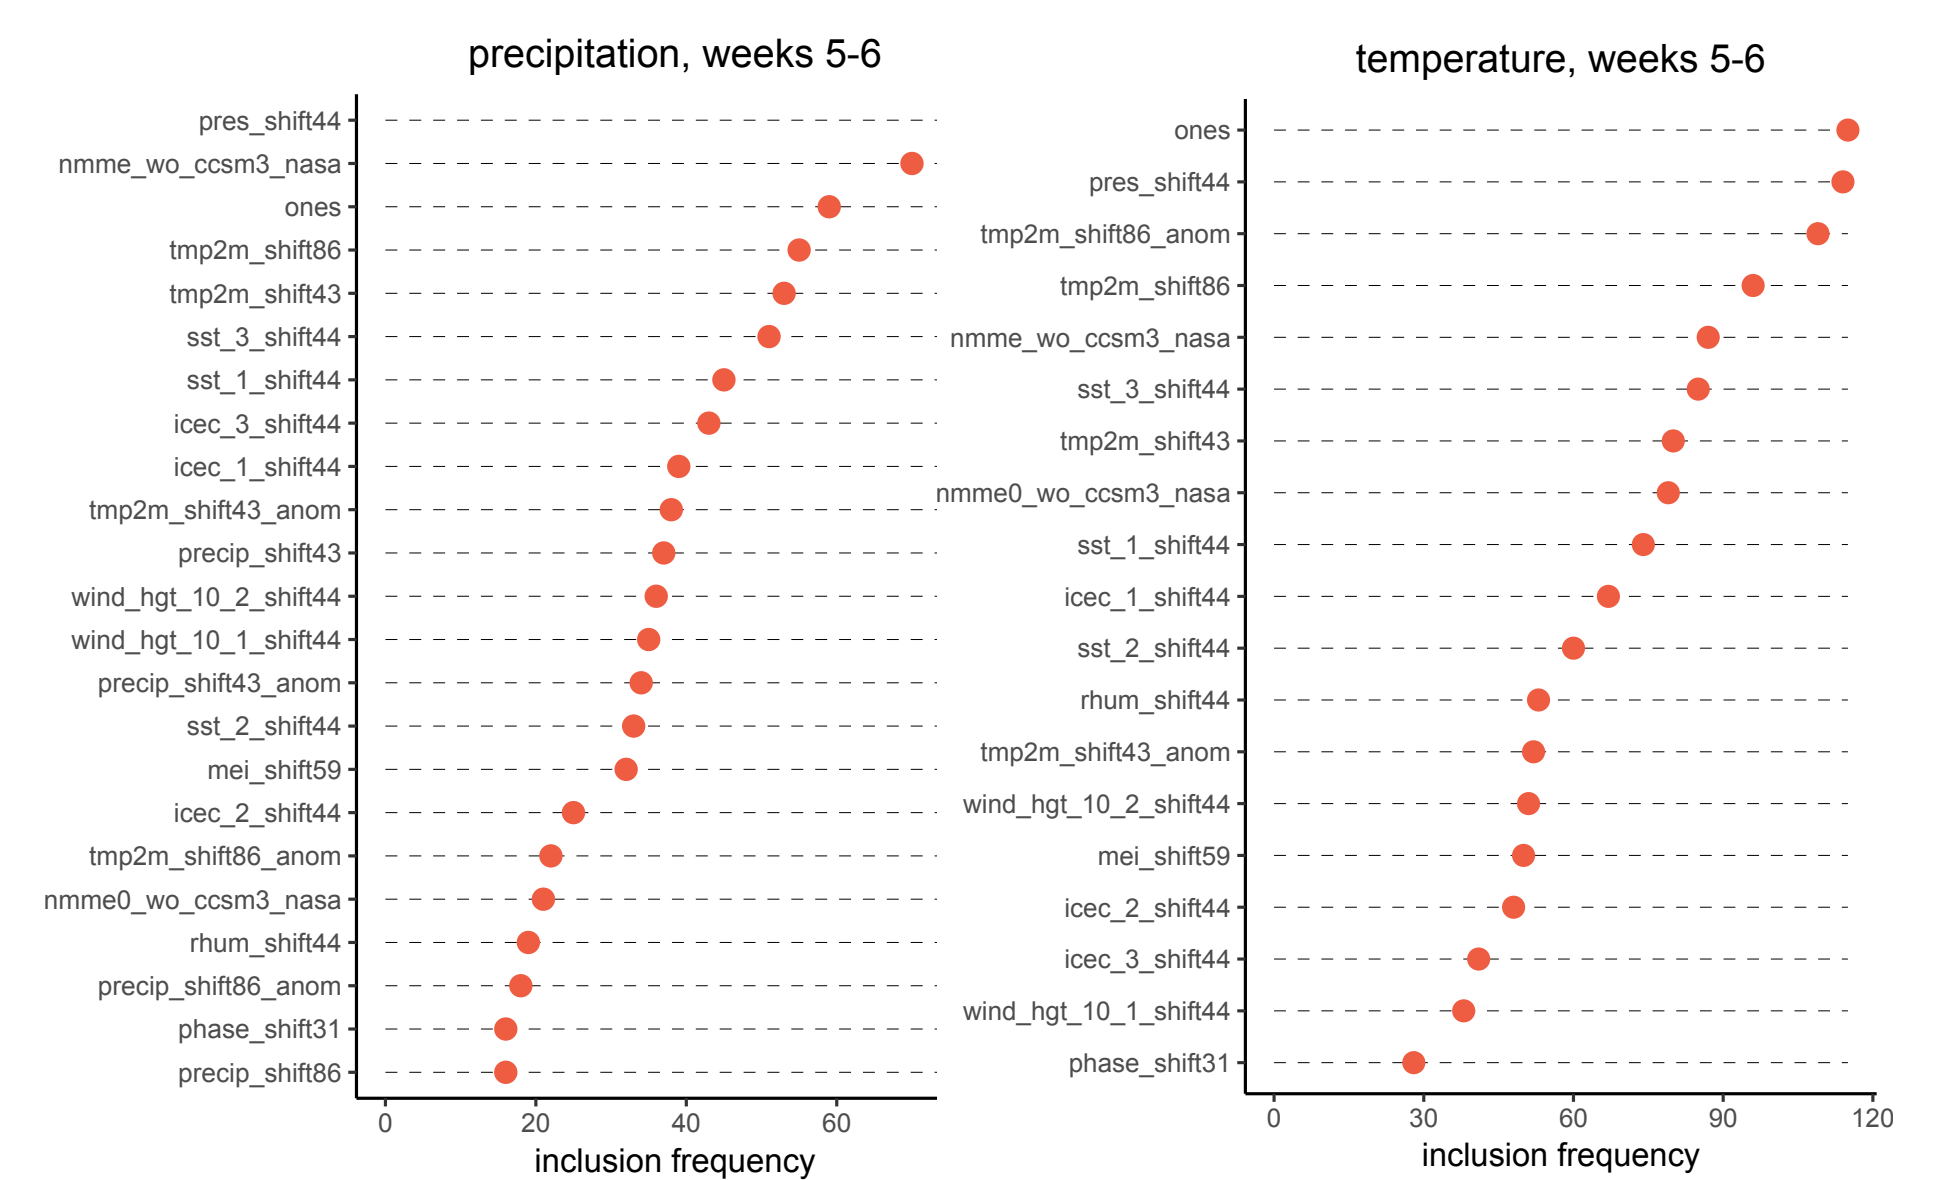 precipitation, weeks 5-6
pres_shift44
nmme_wo_ccsm3_nasa
ones
tmp2m_shift86
tmp2m_shift43
sst_3_shift44
sst_1_shift44
icec_3_shift44
icec_1_shift44
tmp2m_shift43_anom
precip_shift43
wind_hgt_10_2_shift44
wind_hgt_10_1_shift44
precip_shift43_anom
sst_2_shift44
mei_shift59
icec_2_shift44
tmp2m_shift86_anom
nmme0_wo_ccsm3_nasa
rhum_shift44
precip_shift86_anom
phase_shift31
precip_shift86
0 20 40 60
inclusion frequency
temperature, weeks 5-6
ones
pres_shift44
tmp2m_shift86_anom
tmp2m_shift86
nmme_wo_ccsm3_nasa
sst_3_shift44
tmp2m_shift43
nmme0_wo_ccsm3_nasa
sst_1_shift44
icec_1_shift44
sst_2_shift44
rhum_shift44
tmp2m_shift43_anom
wind_hgt_10_2_shift44
mei_shift59
icec_2_shift44
icec_3_shift44
wind_hgt_10_1_shift44
phase_shift31
0 30 60 90 120
inclusion frequency